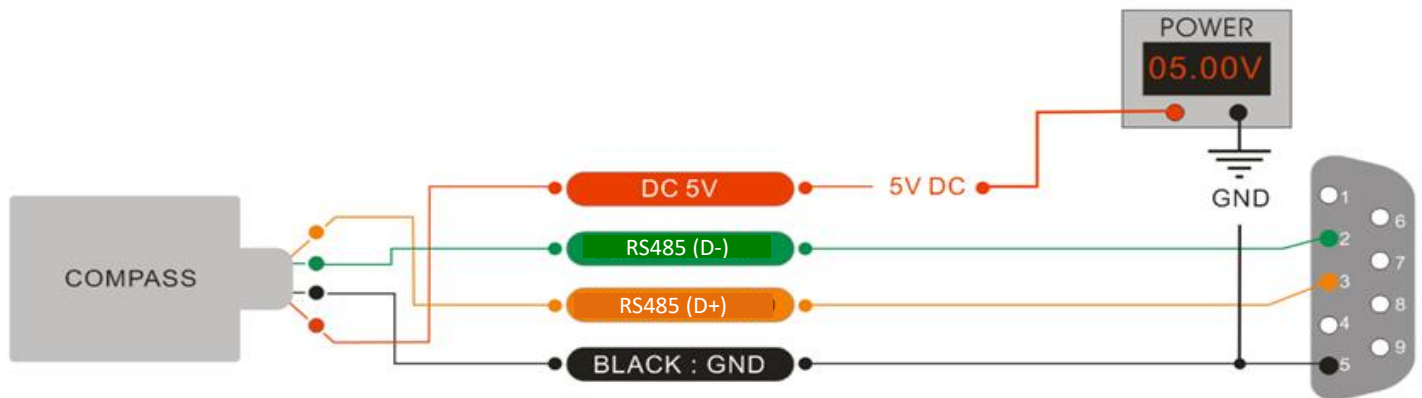 POWER
05.00V
DC 5V
5V DC
GND
RS485 (D-)
RS485 (D+)
BLACK : GND
COMPASS
1
2
3
4
5
6
7
8
9